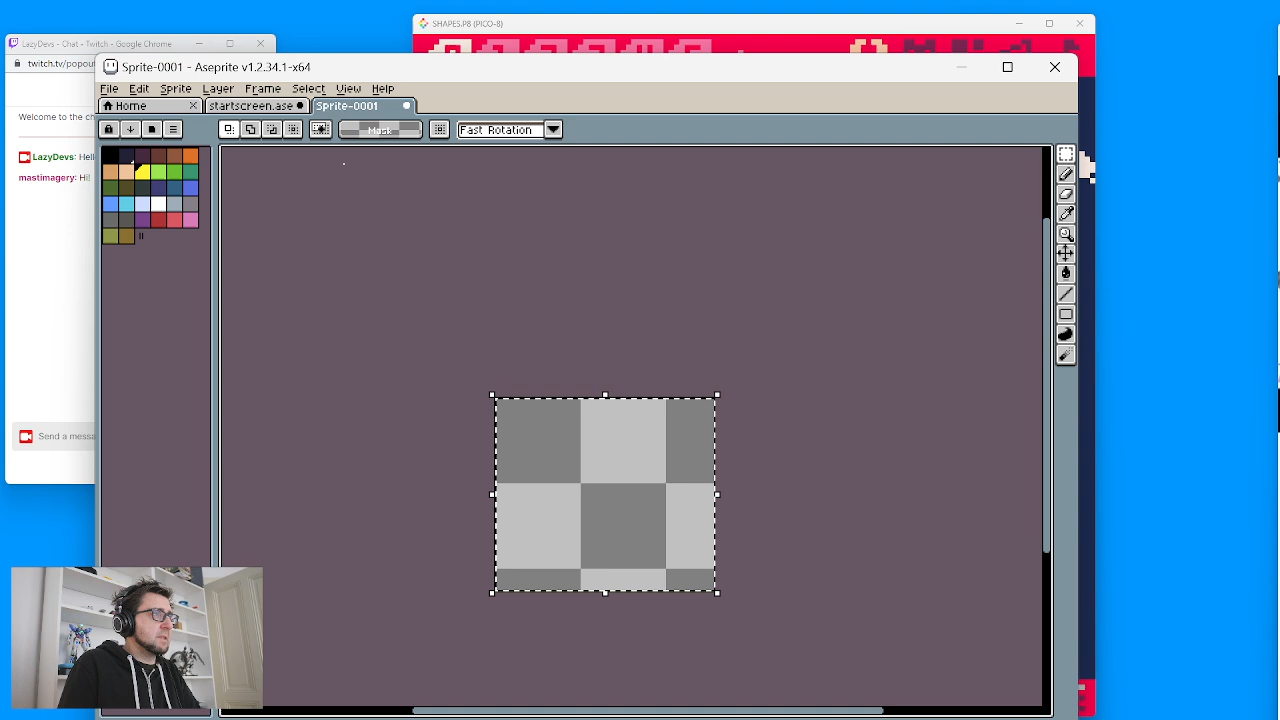 SHAPES.P8 (PICO-8)
LazyDevs - Chat - Twitch - Google Chrome
twitch.tv/popou
Sprite-0001 - Aseprite v1.2.34.1-x64
File Edit Sprite Layer Frame Select View Help
Home startscreen.ase Sprite-0001
Welcome to the ch
Mask Fast Rotation
LazyDevs: Hell
mastimagery: Hi!
Send a messa